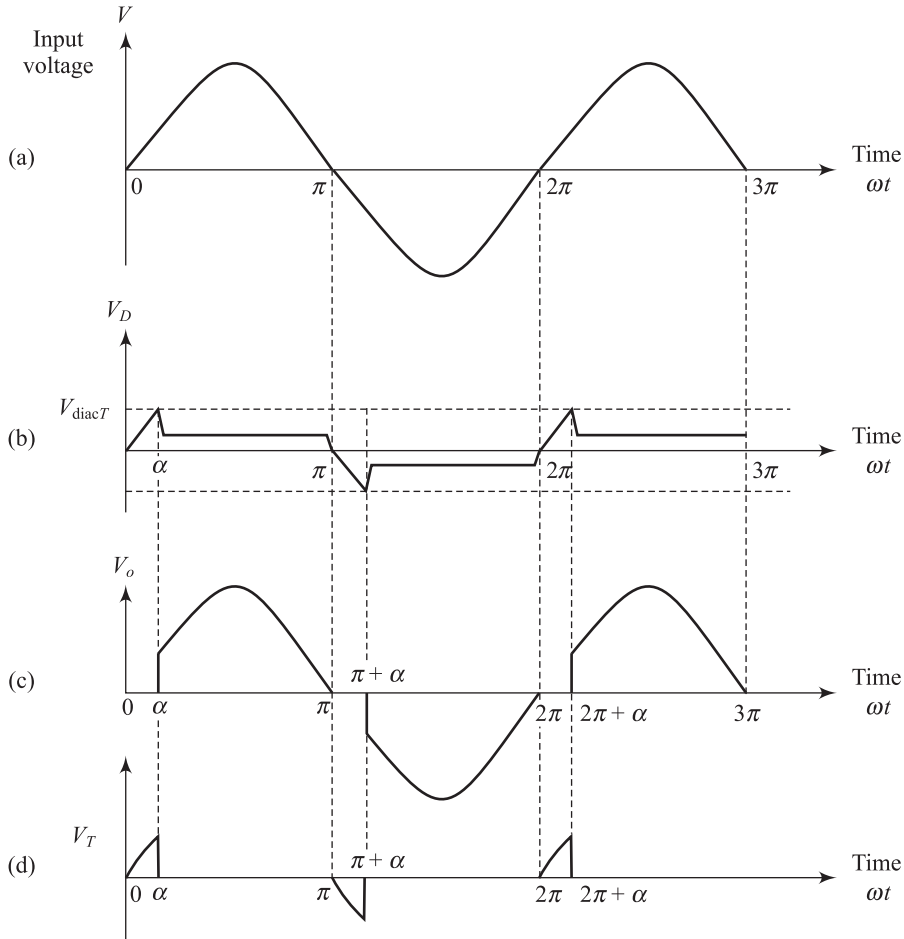 V
Input
voltage
(a)
Time
ωt
0
π
2π
3π
V_D
V_diacT
(b)
Time
ωt
α
π
2π
3π
V_o
(c)
π + α
Time
ωt
0
α
π
2π
2π + α
3π
V_T
(d)
π + α
Time
ωt
0
α
π
2π
2π + α